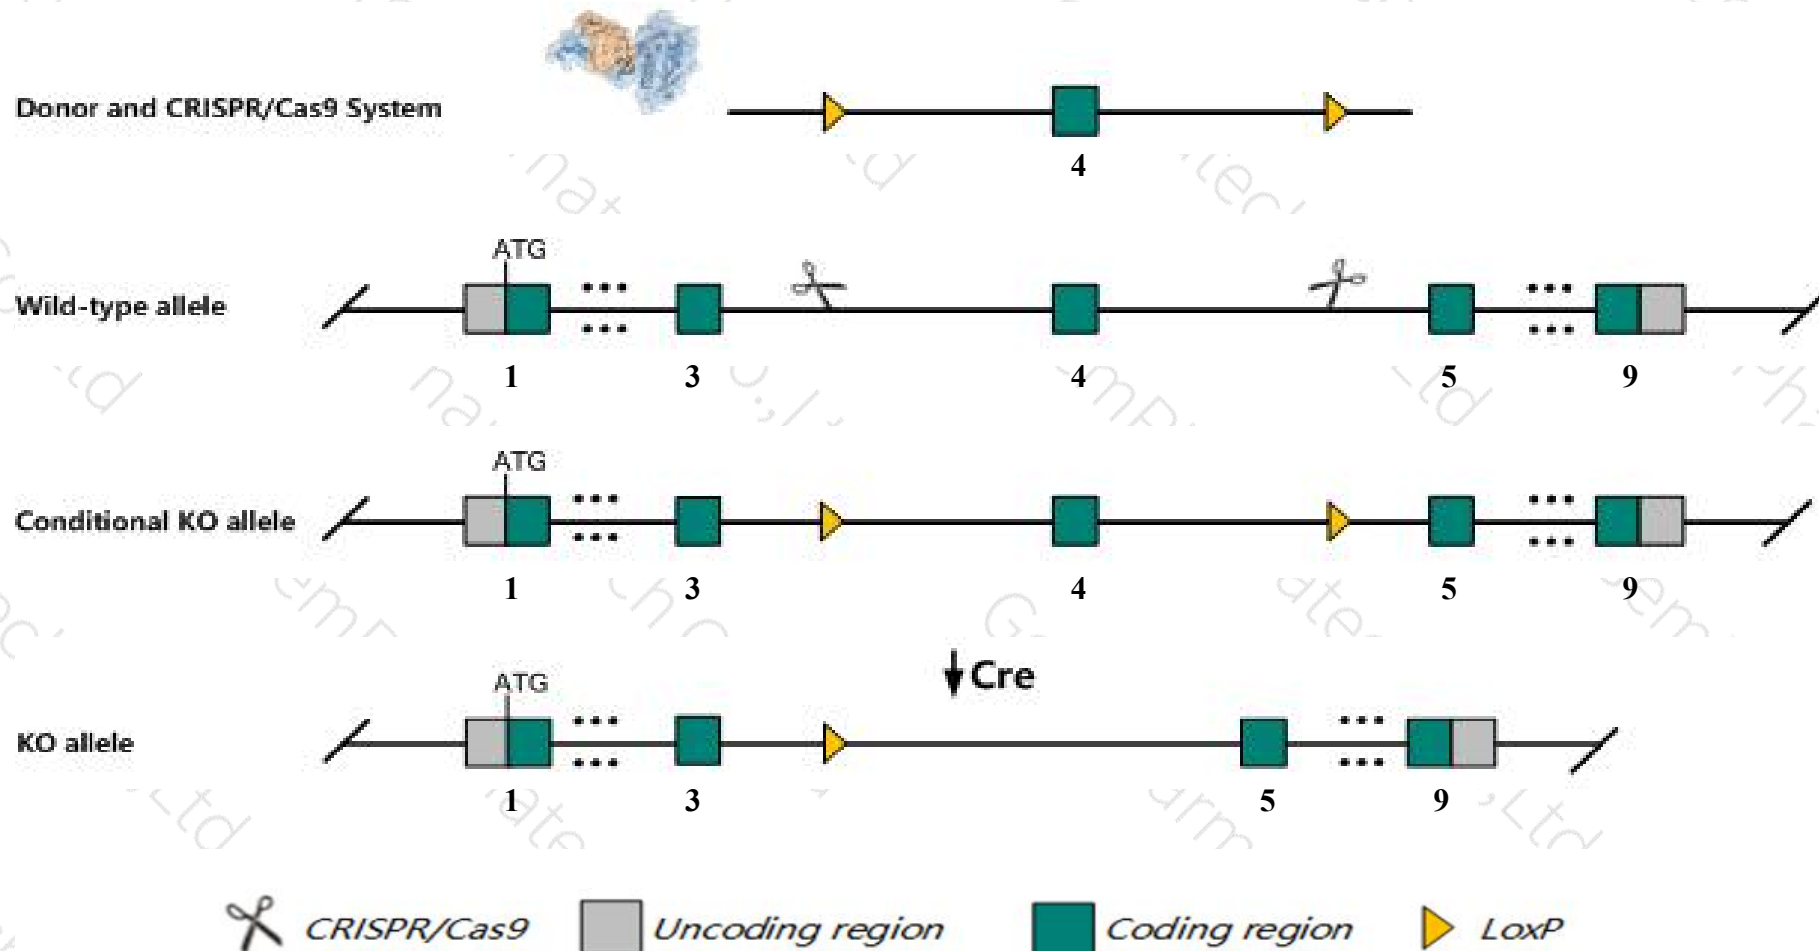 Donor and CRISPR/Cas9 System
4
ATG
Wild-type allele
1 3 4 5 9
ATG
Conditional KO allele
1 3 4 5 9
Cre
ATG
KO allele
1 3 5 9
CRISPR/Cas9 Uncoding region Coding region LoxP